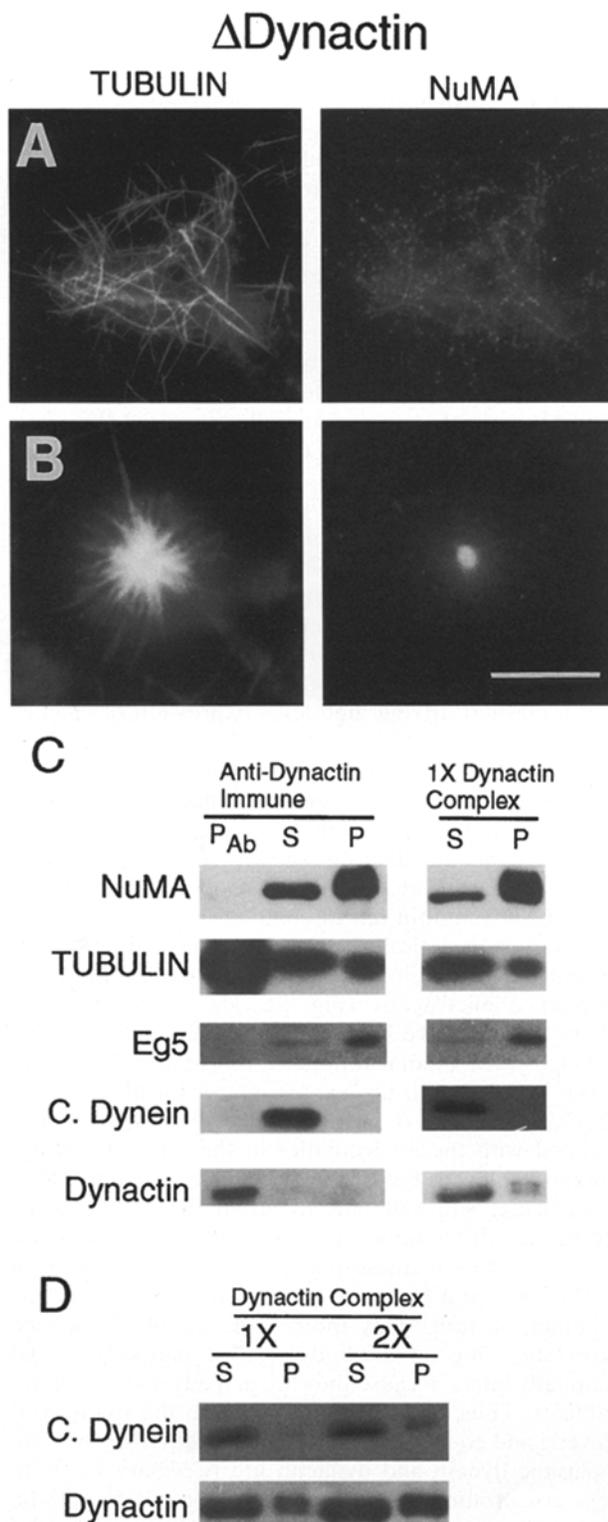 ΔDynactin
TUBULIN NuMA
A
B
C
Anti-Dynactin Immune
1X Dynactin Complex
PAb S P S P
NuMA
TUBULIN
Eg5
C. Dynein
Dynactin
D
Dynactin Complex
1X 2X
S P S P
C. Dynein
Dynactin